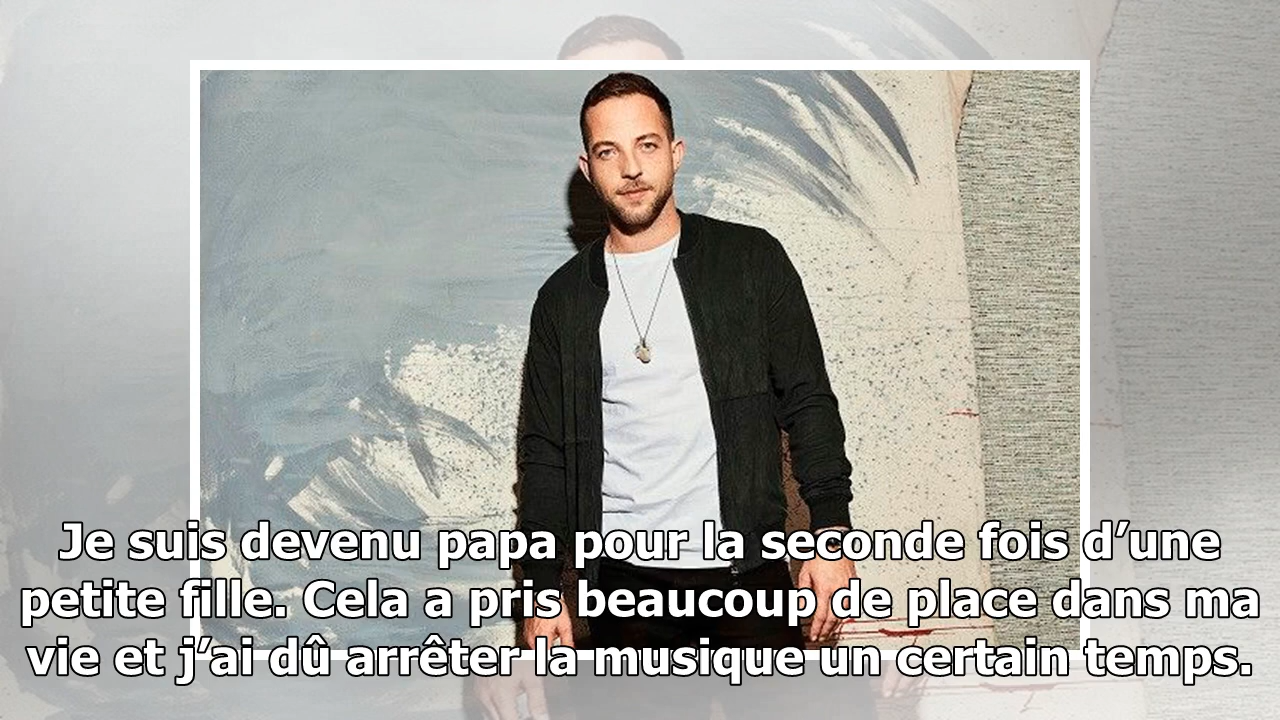 Je suis devenu papa pour la seconde fois d’une
petite fille. Cela a pris beaucoup de place dans ma
vie et j’ai dû arrêter la musique un certain temps.